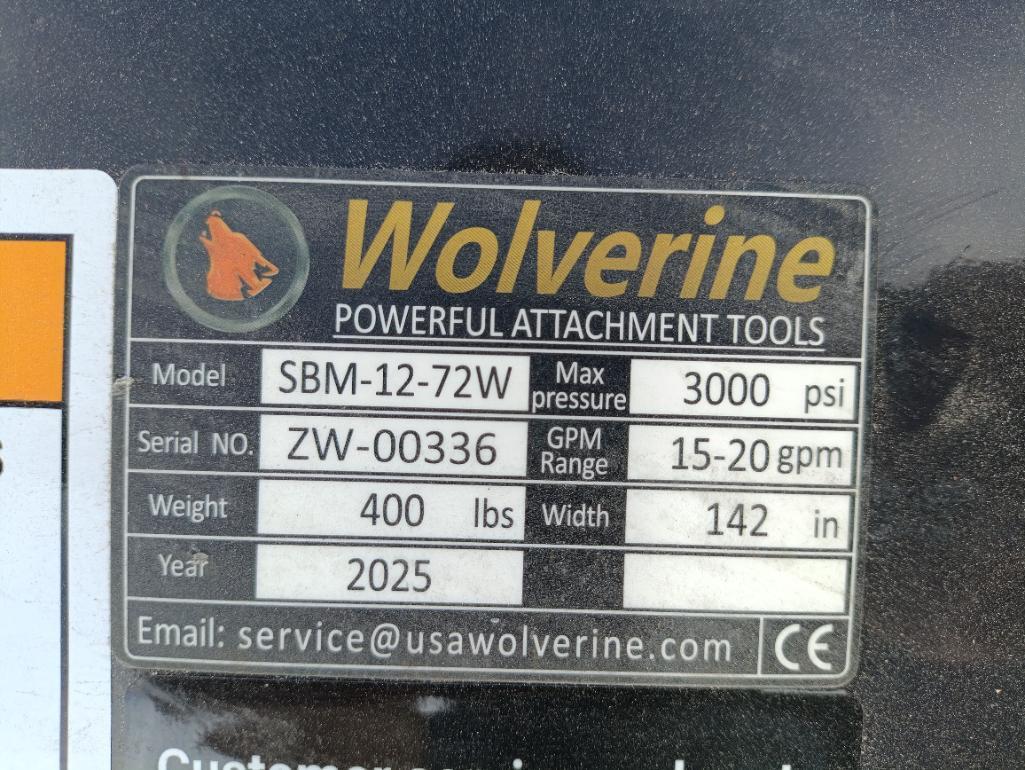 Wolverine
POWERFUL ATTACHMENT TOOLS
Model SBM-12-72W Max pressure 3000 psi
Serial NO. ZW-00336 GPM Range 15-20 gpm
Weight 400 lbs Width 142 in
Year 2025
Email: service@usawolverine.com CE